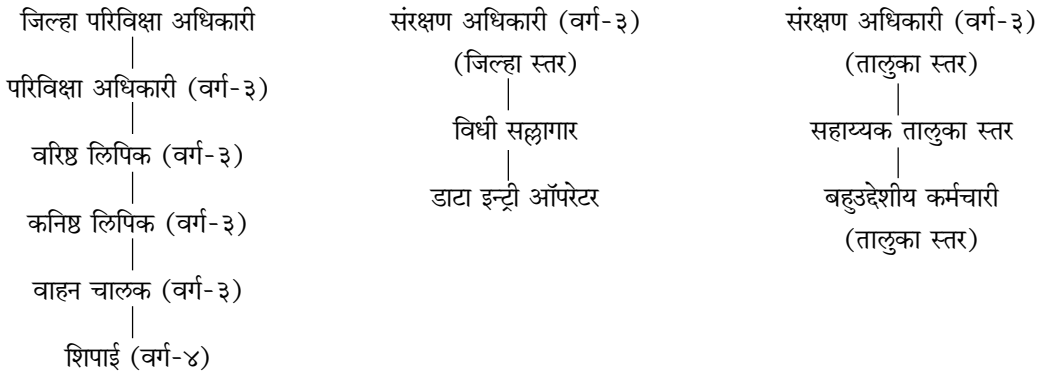 जिल्हा परिविक्षा अधिकारी
परिविक्षा अधिकारी (वर्ग-३)
वरिष्ठ लिपिक (वर्ग-३)
कनिष्ठ लिपिक (वर्ग-३)
वाहन चालक (वर्ग-३)
शिपाई (वर्ग-४)
संरक्षण अधिकारी (वर्ग-३)
(जिल्हा स्तर)
विधी सल्लागार
डाटा इन्ट्री ऑपरेटर
संरक्षण अधिकारी (वर्ग-३)
(तालुका स्तर)
सहाय्यक तालुका स्तर
बहुउद्देशीय कर्मचारी
(तालुका स्तर)